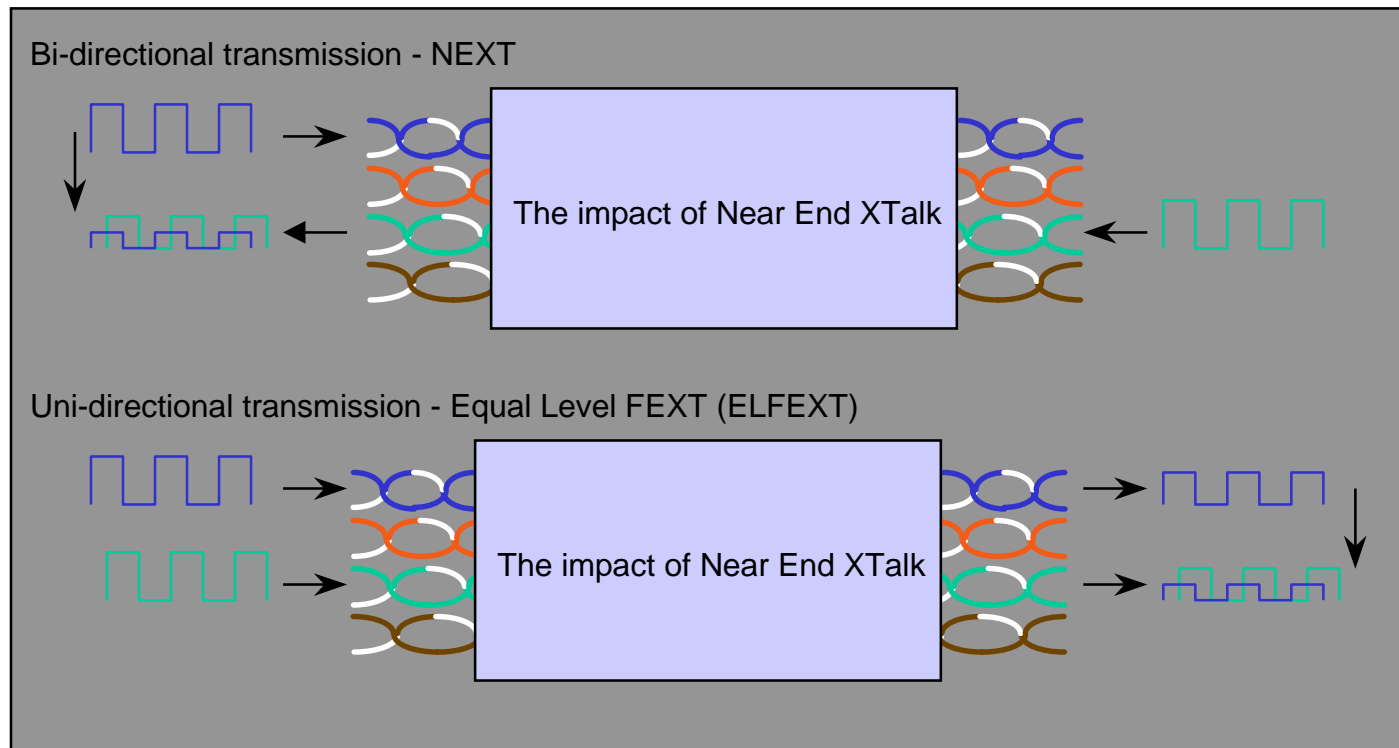 Bi-directional transmission - NEXT
The impact of Near End XTalk
Uni-directional transmission - Equal Level FEXT (ELFEXT)
The impact of Near End XTalk